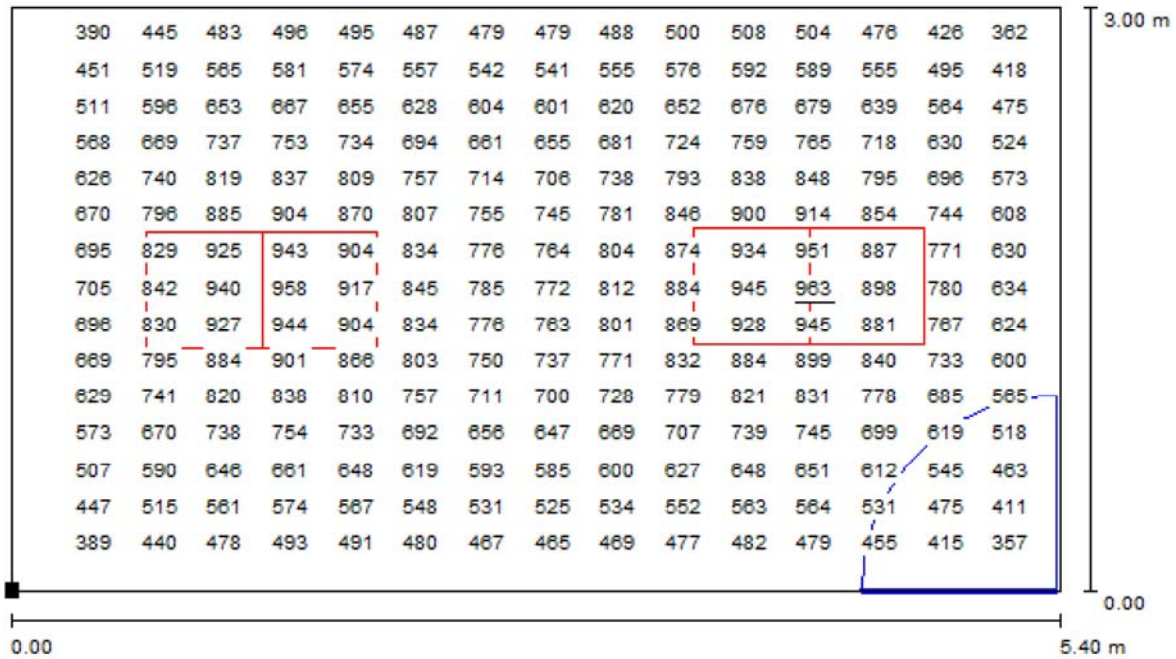 3.00 m
390 445 483 496 495 487 479 479 488 500 508 504 476 426 362
451 519 565 581 574 557 542 541 555 576 592 589 555 495 418
511 596 653 667 655 628 604 601 620 652 676 679 639 564 475
568 669 737 753 734 694 661 655 681 724 759 765 718 630 524
626 740 819 837 809 757 714 706 738 793 838 848 795 696 573
670 796 885 904 870 807 755 745 781 846 900 914 854 744 608
695 829 925 943 904 834 776 764 804 874 934 951 887 771 630
705 842 940 958 917 845 785 772 812 884 945 963 898 780 634
696 830 927 944 904 834 776 763 801 869 928 945 881 767 624
669 795 884 901 866 803 750 737 771 832 884 899 840 733 600
629 741 820 838 810 757 711 700 728 779 821 831 778 685 565
573 670 738 754 733 692 656 647 669 707 739 745 699 619 518
507 590 646 661 648 619 593 585 600 627 648 651 612 545 463
447 515 561 574 567 548 531 525 534 552 563 564 531 475 411
389 440 478 493 491 480 467 465 469 477 482 479 455 415 357
0.00
0.00 5.40 m